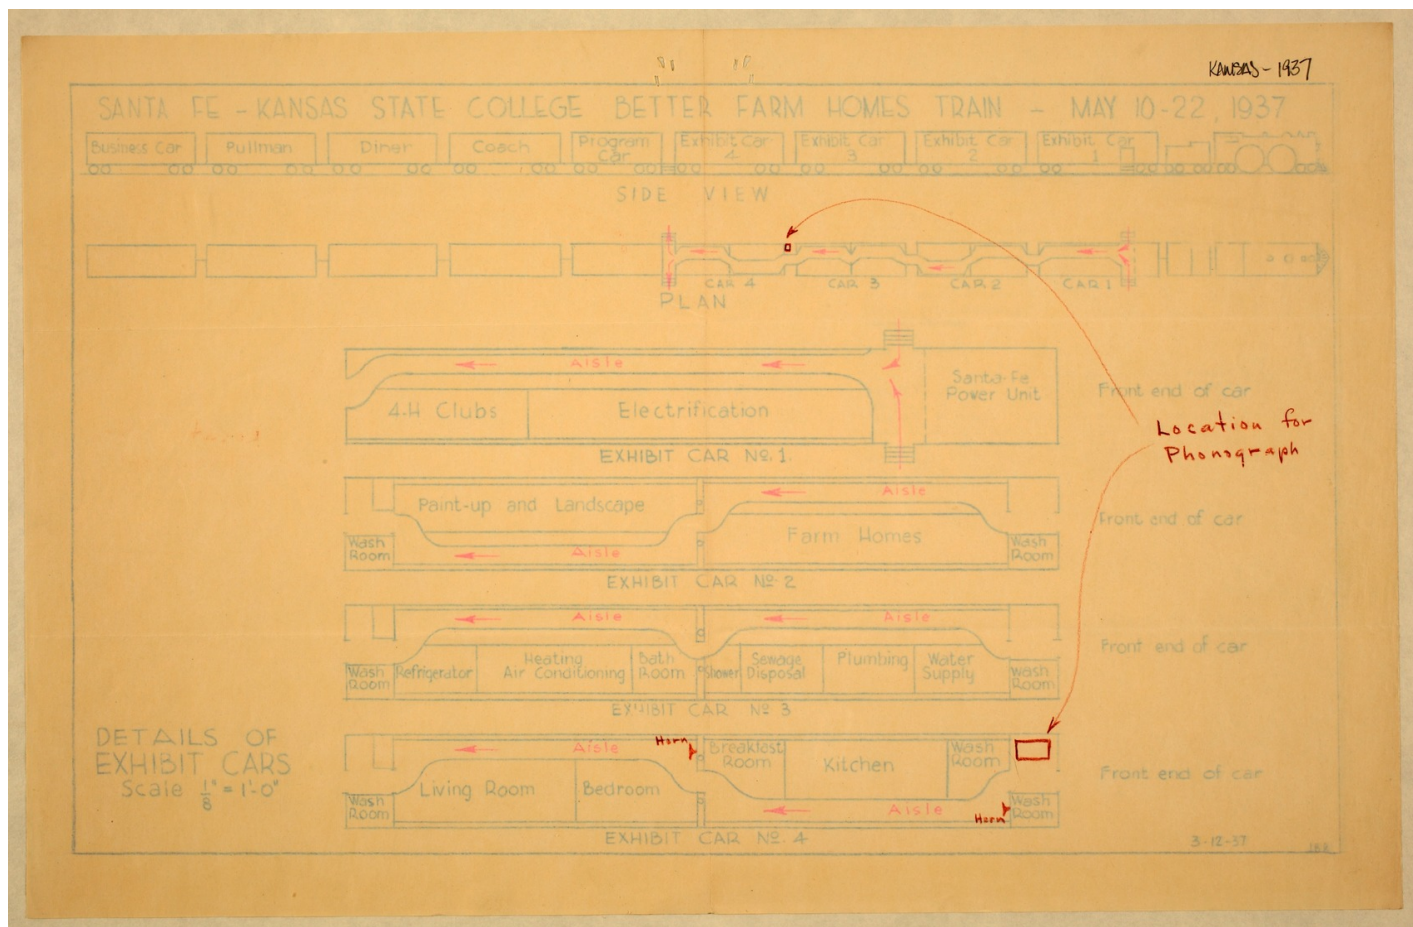 KANSAS - 1937
SANTA FE - KANSAS STATE COLLEGE BETTER FARM HOMES TRAIN - MAY 10-22, 1937
Business Car Pullman Diner Coach Program Car Exhibit Car 4 Exhibit Car 3 Exhibit Car 2 Exhibit Car 1
SIDE VIEW
CAR 4 CAR 3 CAR 2 CAR 1
PLAN
Aisle
4-H Clubs Electrification Santa-Fe Power Unit Front end of car
Location for
Phonograph
EXHIBIT CAR No. 1.
Paint-up and Landscape Aisle
Wash Room Aisle Farm Homes Wash Room Front end of car
EXHIBIT CAR No. 2
Aisle Aisle
Wash Room Refrigerator Heating Air Conditioning Bath Room Shower Sewage Disposal Plumbing Water Supply Wash Room Front end of car
EXHIBIT CAR No. 3
DETAILS OF
EXHIBIT CARS
Scale 1/8" = 1'-0"
Aisle Horn Breakfast Room Kitchen Wash Room
Wash Room Living Room Bedroom Aisle Horn Wash Room Front end of car
EXHIBIT CAR No. 4
3-12-37